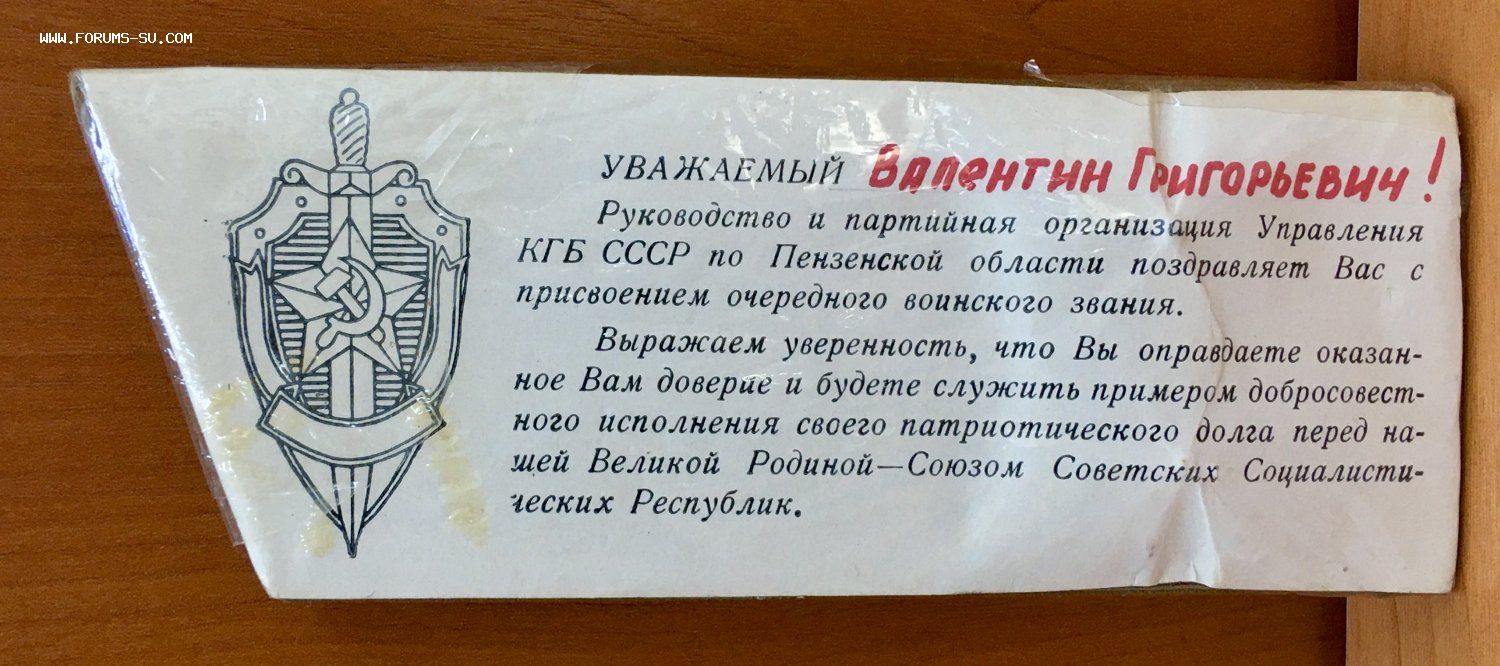 WWW.FORUMS-SU.COM
УВАЖАЕМЫЙ Валентин Григорьевич!
Руководство и партийная организация Управления
КГБ СССР по Пензенской области поздравляет Вас с
присвоением очередного воинского звания.
Выражаем уверенность, что Вы оправдаете оказан-
ное Вам доверие и будете служить примером добросовест-
ного исполнения своего патриотического долга перед на-
шей Великой Родиной—Союзом Советских Социалисти-
ческих Республик.